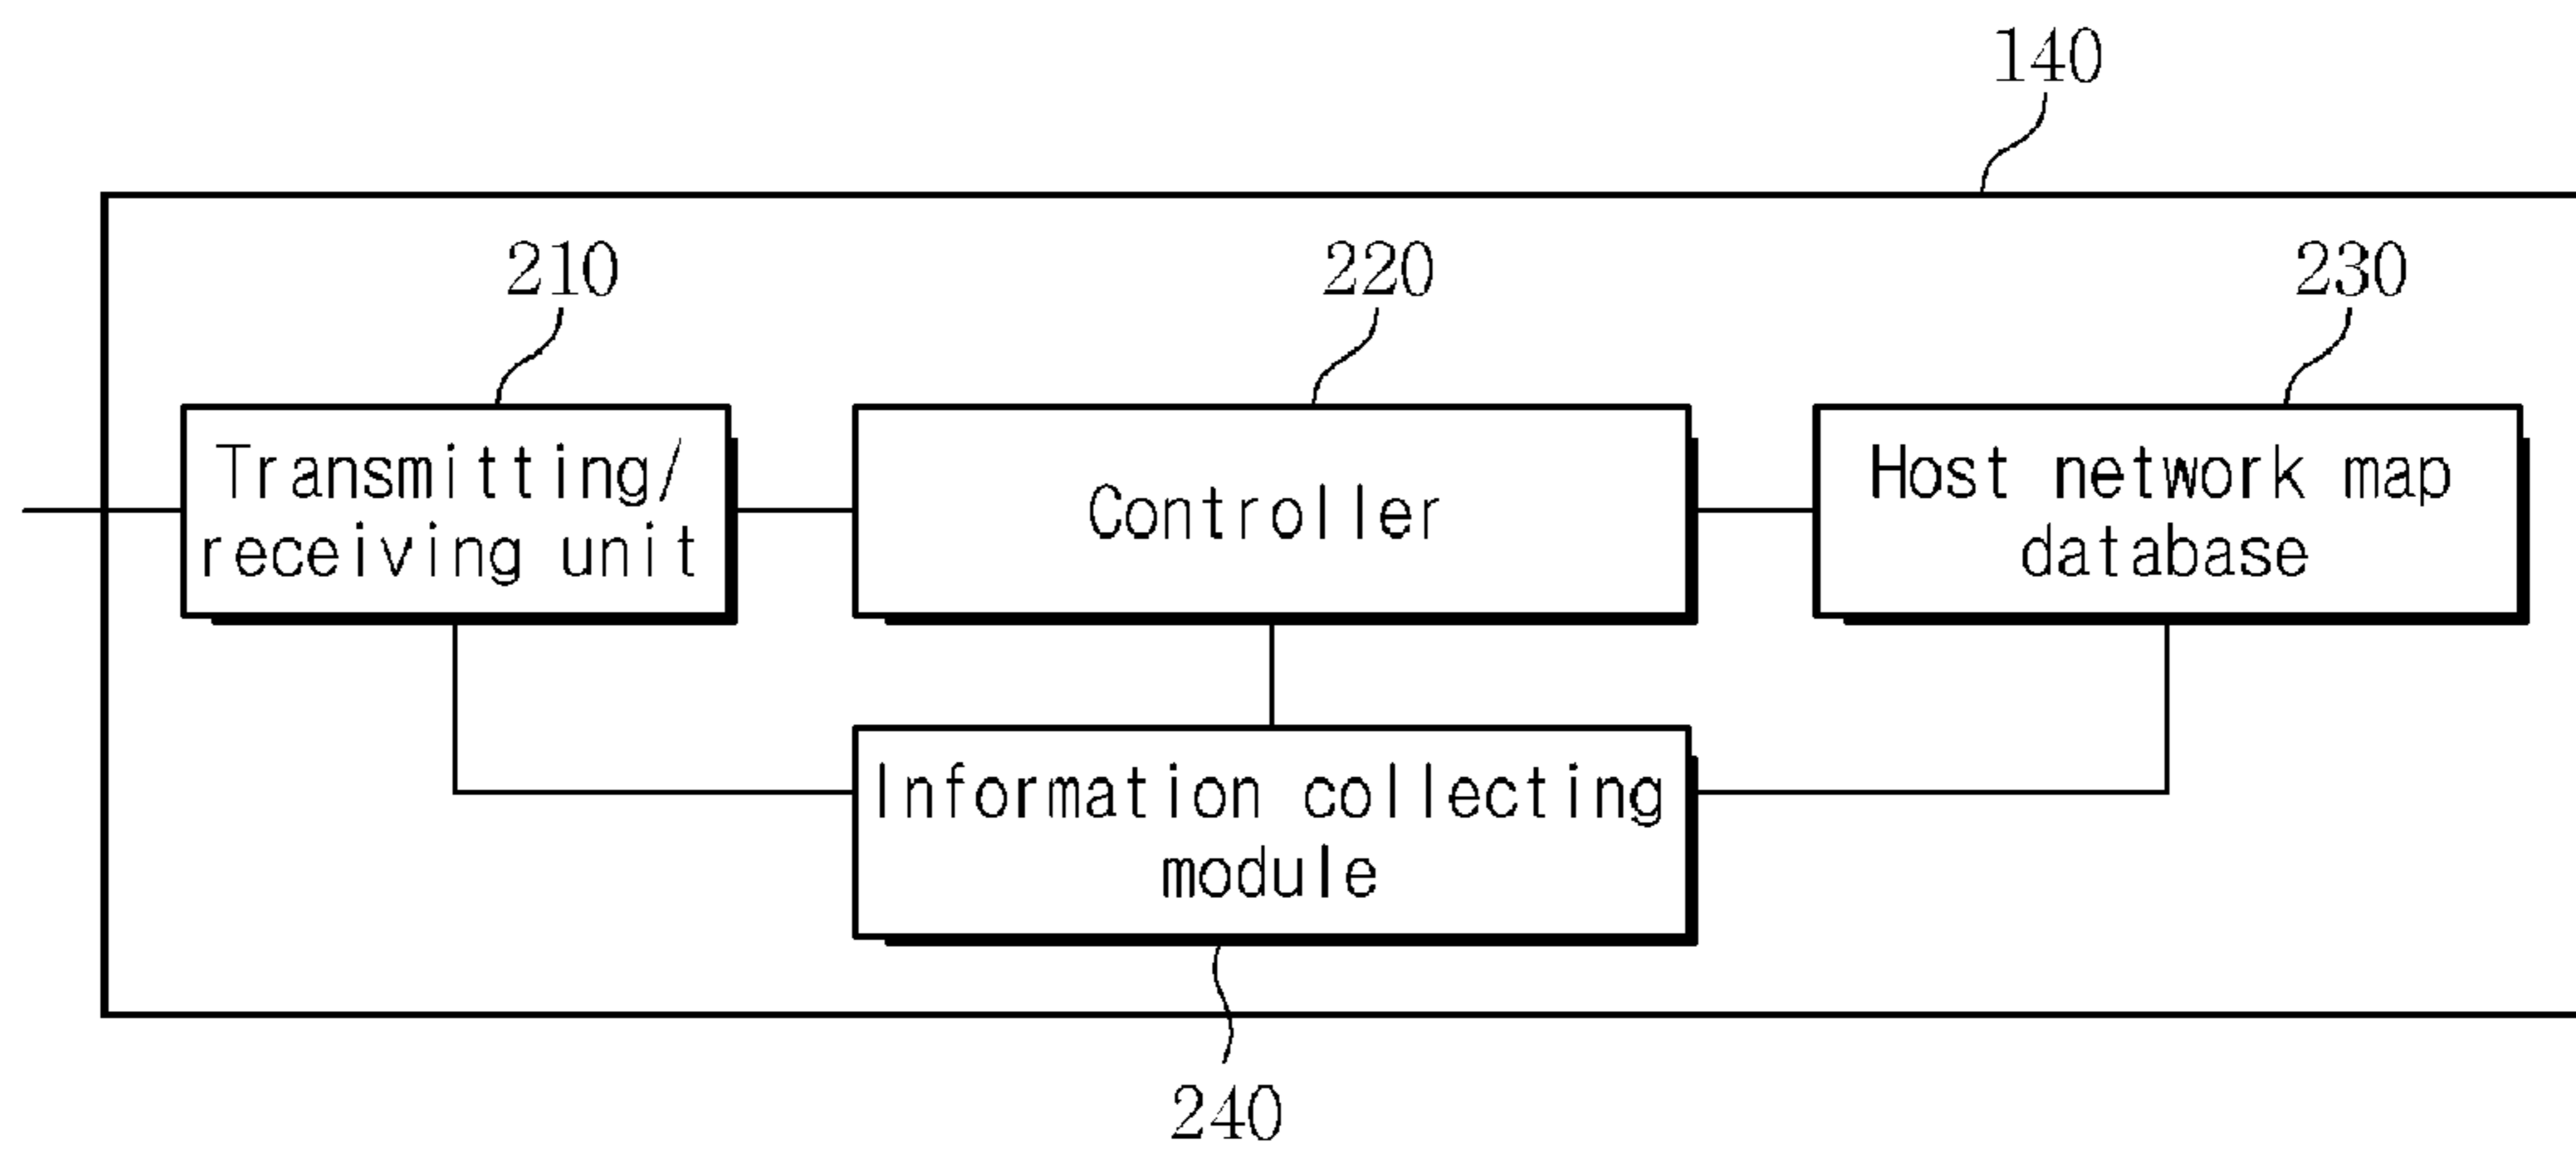 140
210
220
230
Transmitting/
receiving unit
Controller
Host network map
database
Information collecting
module
240